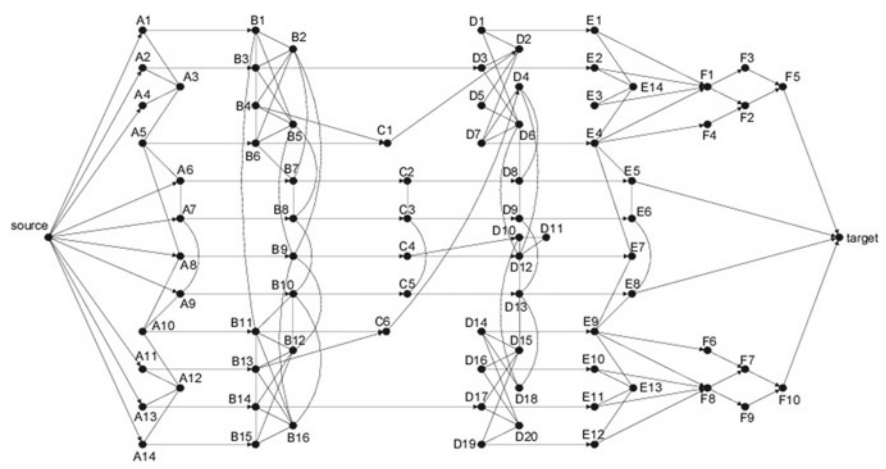 A1 B1 D1 E1
B2 D2
A2 B3 D3 E2 F3
A3 D4 F1 F5
A4 B4 D5 E3 E14
C1 F2
A5 B5 D6 E4 F4
B6 D7
A6 B7 C2 D8 E5
A7 B8 C3 D9 E6
source D10 D11 target
A8 B9 C4 D12 E7
A9 B10 C5 D13 E8
A10 B11 C6 D14 E9
B12 D15 F6
A11 B13 D16 E10 F7
A12 D18 E13 F8 F10
A13 B14 D17 E11 F9
B16 D20
A14 B15 D19 E12